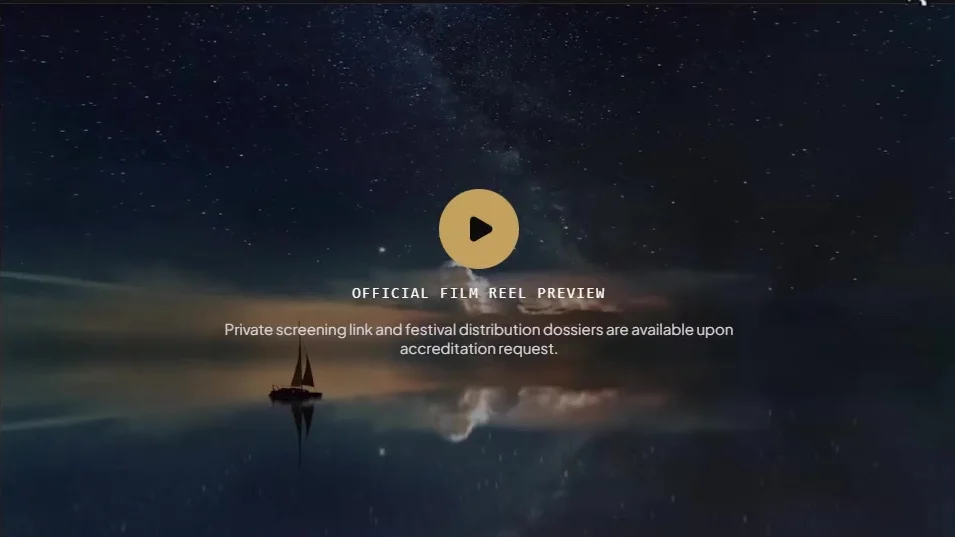 OFFICIAL FILM REEL PREVIEW
Private screening link and festival distribution dossiers are available upon
accreditation request.